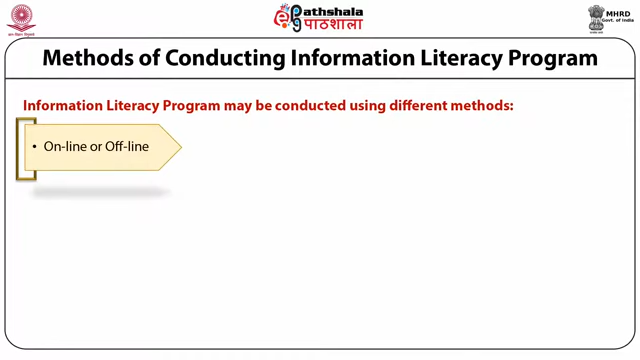 ePathshala
पाठशाला
MHRD
Govt. of India
Methods of Conducting Information Literacy Program
Information Literacy Program may be conducted using different methods:
• On-line or Off-line